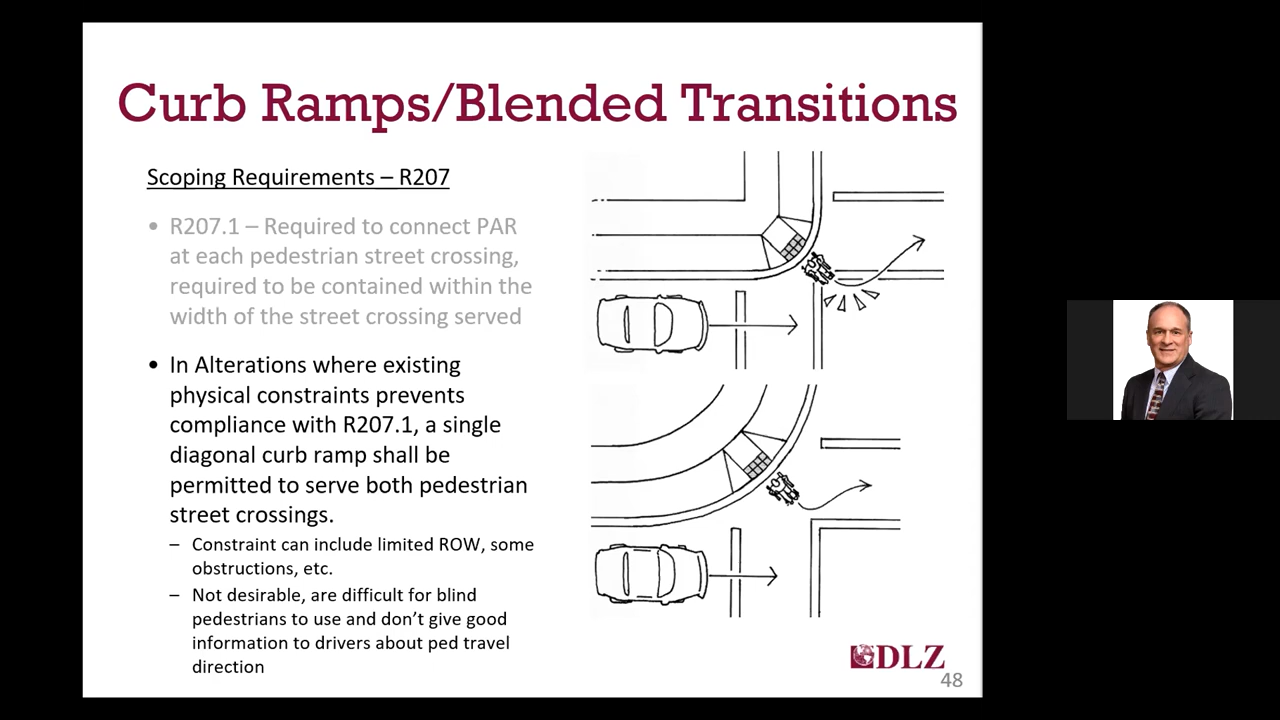 Curb Ramps/Blended Transitions
Scoping Requirements – R207
• R207.1 – Required to connect PAR
at each pedestrian street crossing,
required to be contained within the
width of the street crossing served
• In Alterations where existing
physical constraints prevents
compliance with R207.1, a single
diagonal curb ramp shall be
permitted to serve both pedestrian
street crossings.
– Constraint can include limited ROW, some
obstructions, etc.
– Not desirable, are difficult for blind
pedestrians to use and don’t give good
information to drivers about ped travel
direction
DLZ
48